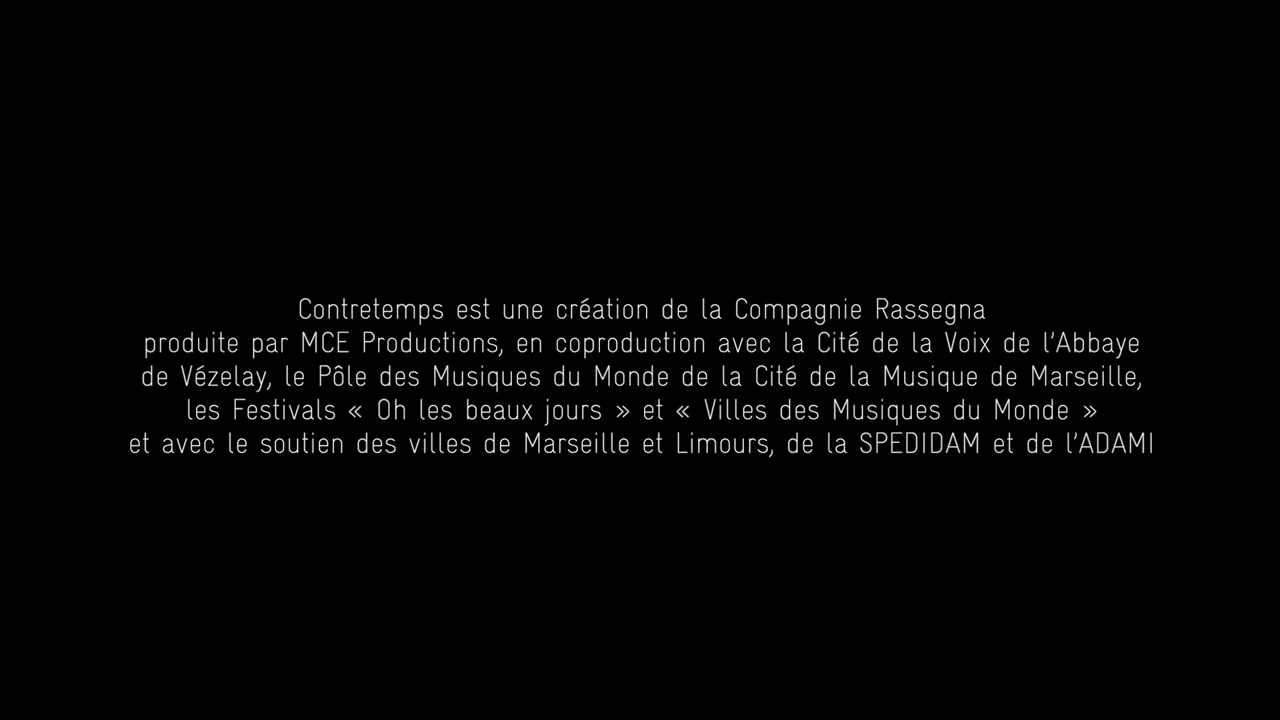 Contretemps est une création de la Compagnie Rassegna
produite par MCE Productions, en coproduction avec la Cité de la Voix de l'Abbaye
de Vézelay, le Pôle des Musiques du Monde de la Cité de la Musique de Marseille,
les Festivals « Oh les beaux jours » et « Villes des Musiques du Monde »
et avec le soutien des villes de Marseille et Limours, de la SPEDIDAM et de l'ADAMI